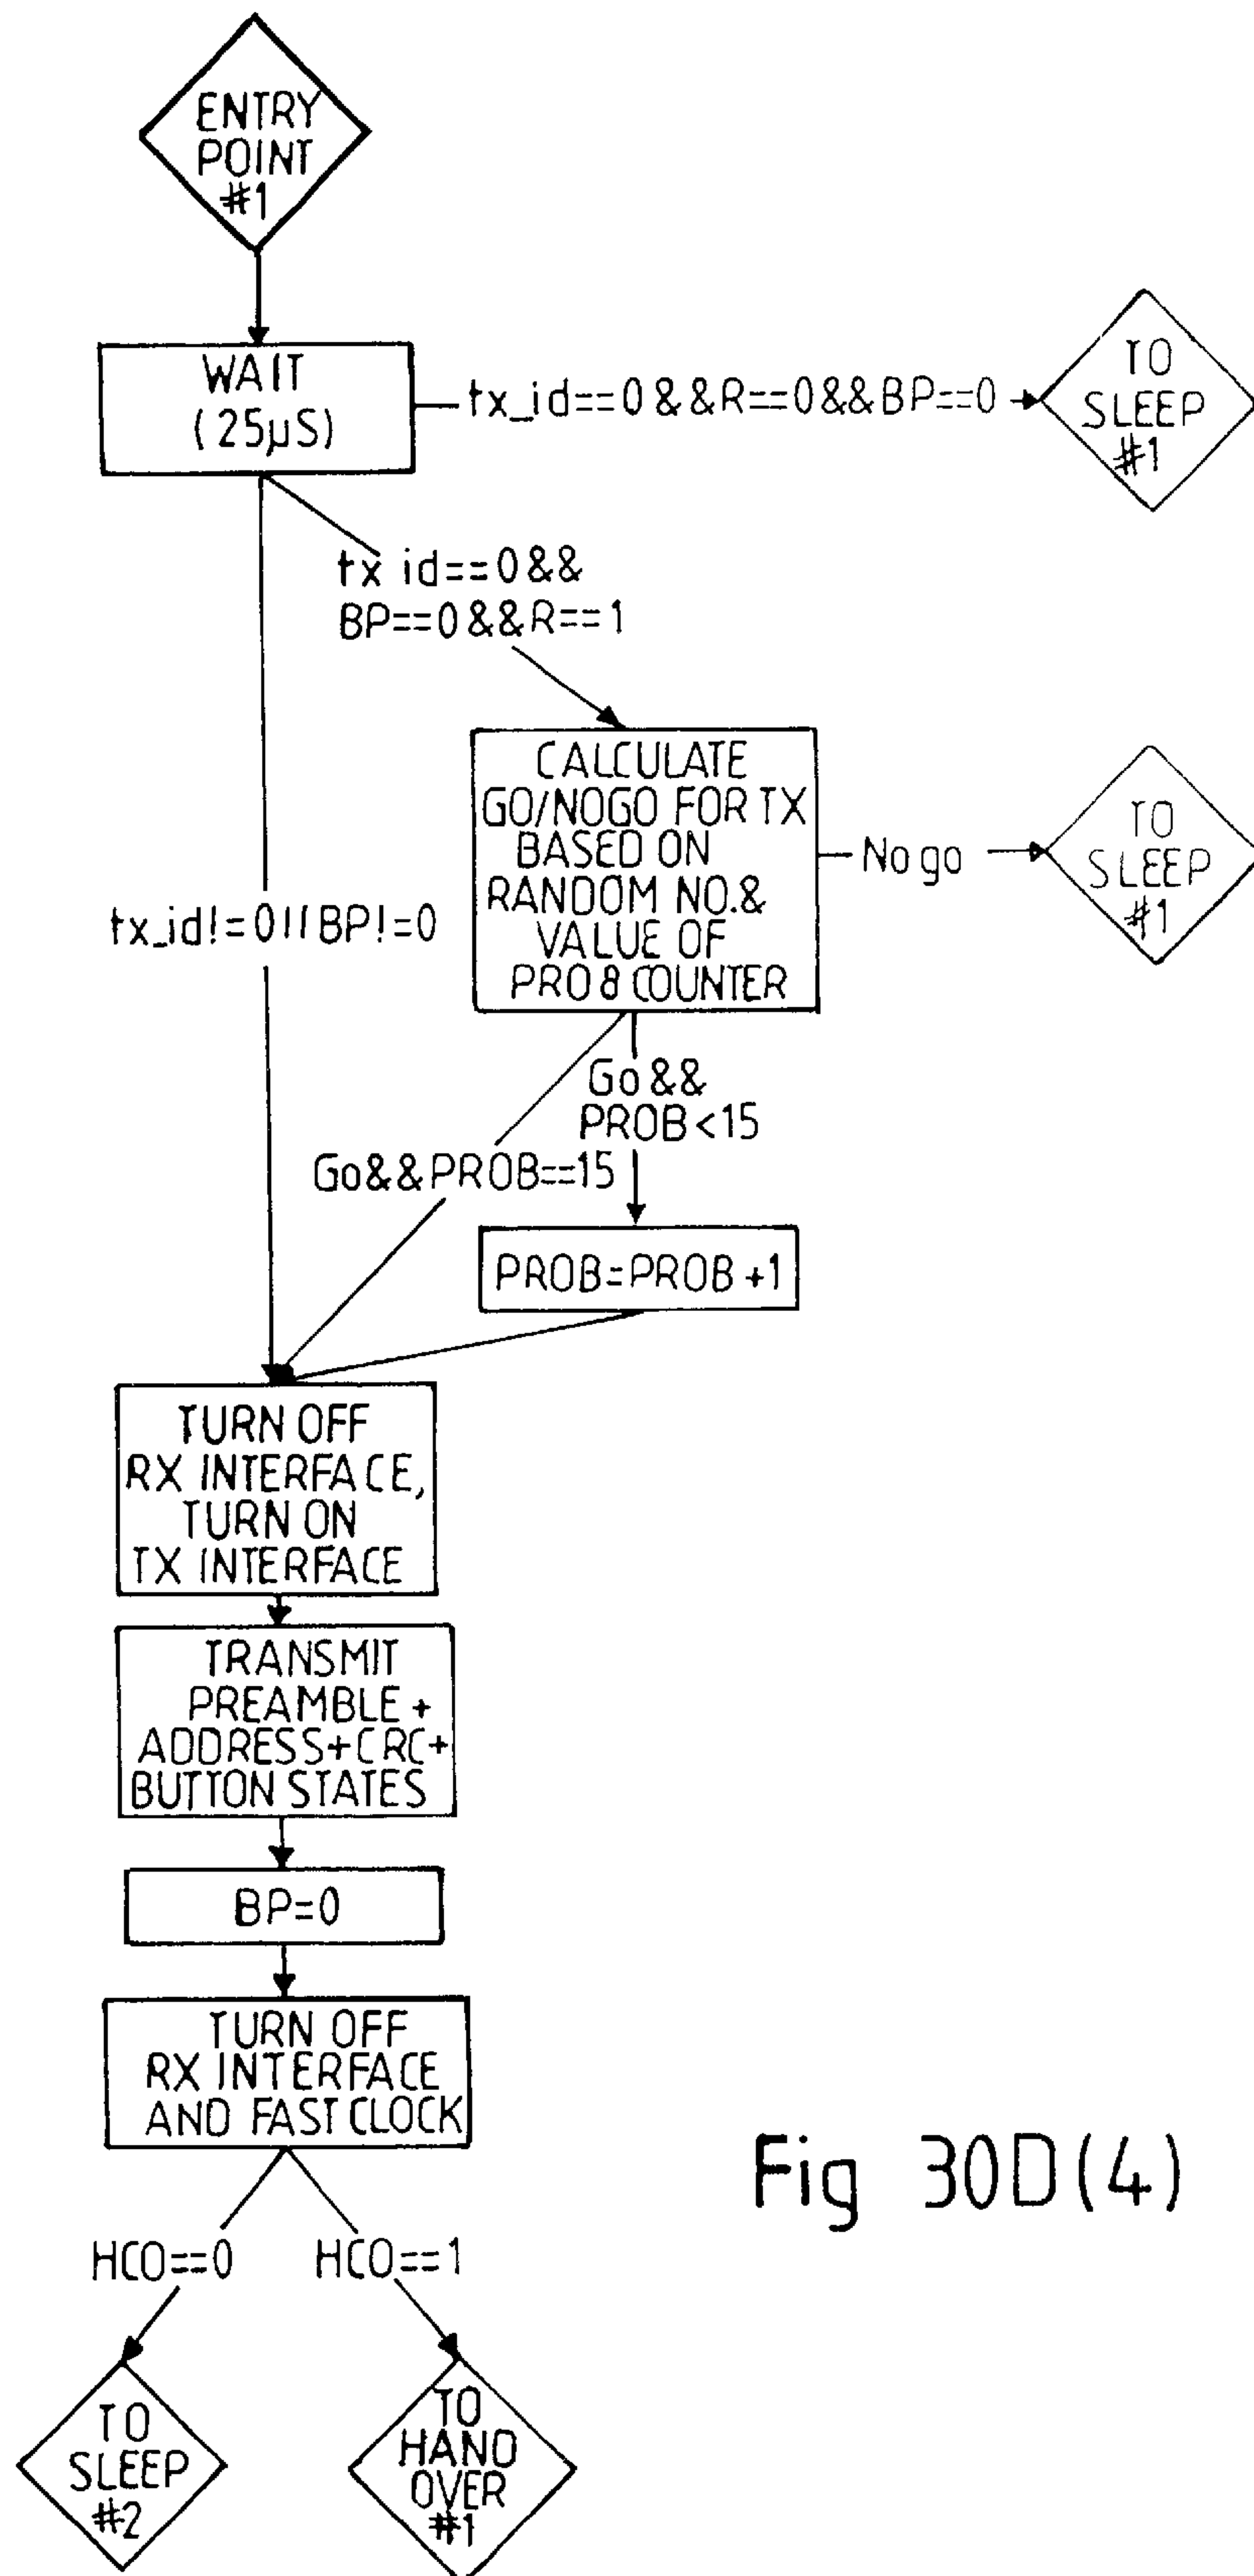 ENTRY
POINT
#1
WAIT
(25µS)
tx_id==0&&R==0&&BP==0
TO
SLEEP
#1
tx id==0&&
BP==0&&R==1
CALCULATE
GO/NOGO FOR TX
BASED ON
RANDOM NO.&
VALUE OF
PRO8 COUNTER
No go
TO
SLEEP
#1
tx_id!=0!!BP!=0
Go&&
PROB<15
Go&&PROB==15
PROB=PROB+1
TURN OFF
RX INTERFACE,
TURN ON
TX INTERFACE
TRANSMIT
PREAMBLE+
ADDRESS+CRC+
BUTTON STATES
BP=0
TURN OFF
RX INTERFACE
AND FAST CLOCK
HCO==0
HCO==1
TO
SLEEP
#2
TO
HAND
OVER
#1
Fig 30D(4)